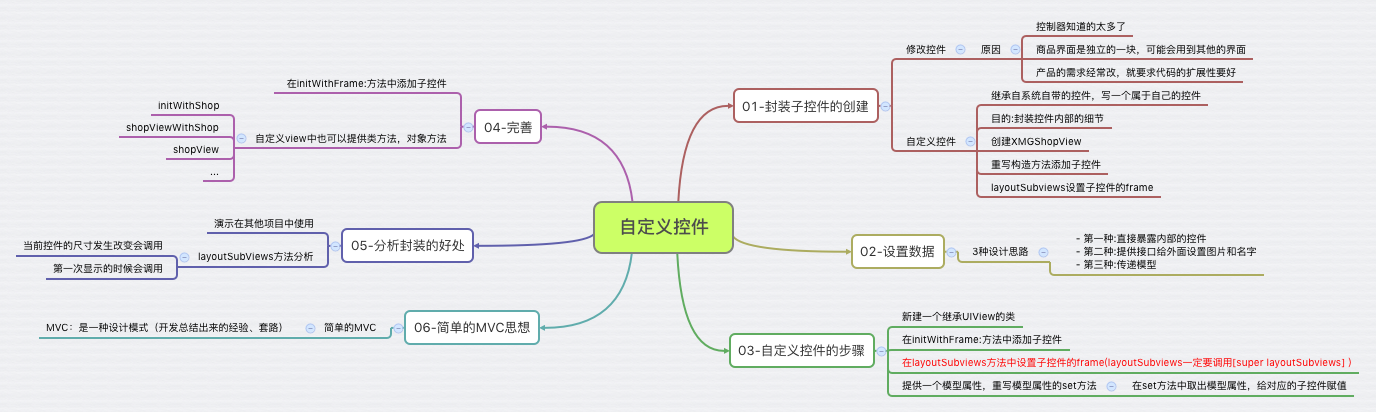 自定义控件
01-封装子控件的创建
修改控件
原因
控制器知道的太多了
商品界面是独立的一块，可能会用到其他的界面
产品的需求经常改，就要求代码的扩展性要好
自定义控件
继承自系统自带的控件，写一个属于自己的控件
目的:封装控件内部的细节
创建XMGShopView
重写构造方法添加子控件
layoutSubviews设置子控件的frame
02-设置数据
3种设计思路
- 第一种:直接暴露内部的控件
- 第二种:提供接口给外面设置图片和名字
- 第三种:传递模型
03-自定义控件的步骤
新建一个继承UIView的类
在initWithFrame:方法中添加子控件
在layoutSubviews方法中设置子控件的frame(layoutSubviews一定要调用[super layoutSubviews] )
提供一个模型属性，重写模型属性的set方法
在set方法中取出模型属性，给对应的子控件赋值
04-完善
在initWithFrame:方法中添加子控件
自定义view中也可以提供类方法，对象方法
initWithShop
shopViewWithShop
shopView
...
05-分析封装的好处
演示在其他项目中使用
layoutSubViews方法分析
当前控件的尺寸发生改变会调用
第一次显示的时候会调用
06-简单的MVC思想
简单的MVC
MVC：是一种设计模式（开发总结出来的经验、套路）